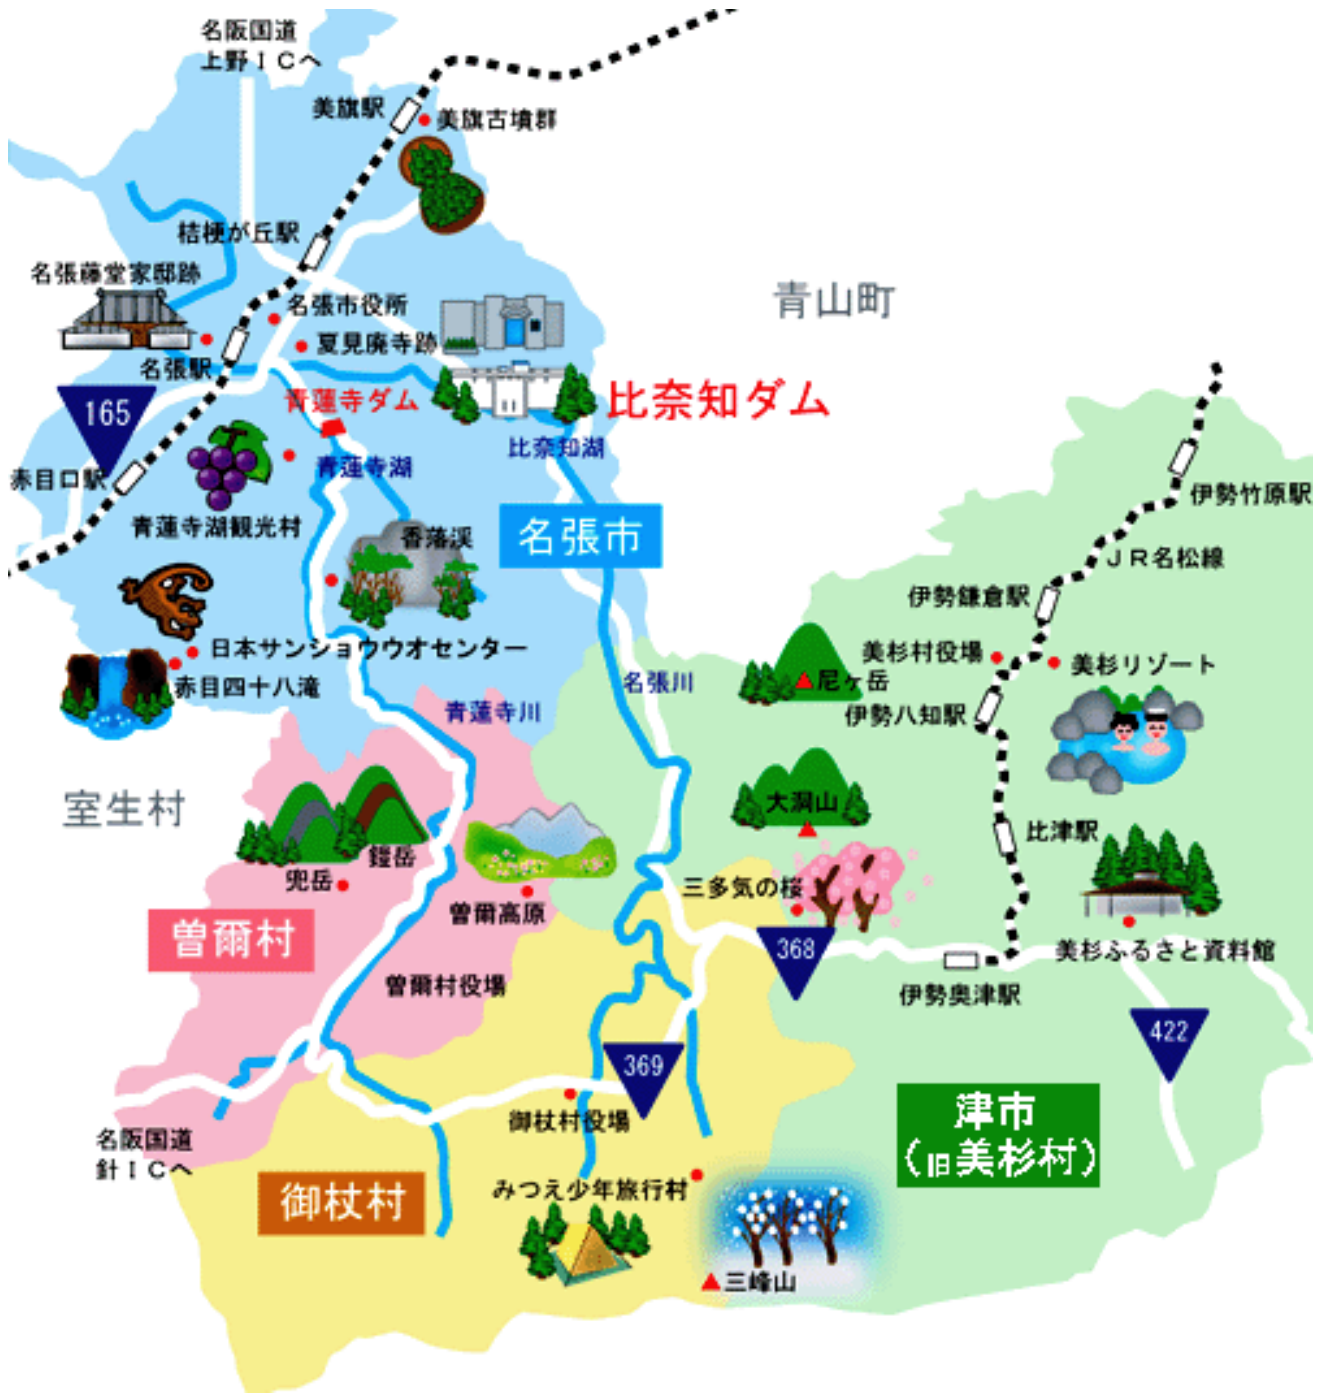 名阪国道
上野ＩＣへ
美旗駅
美旗古墳群
桔梗が丘駅
名張藤堂家邸跡
青山町
名張市役所
夏見廃寺跡
名張駅
青蓮寺ダム
比奈知ダム
165
比奈知湖
青蓮寺湖
赤目口駅
伊勢竹原駅
青蓮寺湖観光村
香落渓
名張市
ＪＲ名松線
伊勢鎌倉駅
日本サンショウウオセンター
美杉村役場
美杉リゾート
赤目四十八滝
名張川
尼ヶ岳
青蓮寺川
伊勢八知駅
室生村
大洞山
比津駅
鎧岳
兜岳
三多気の桜
曽爾高原
曽爾村
368
美杉ふるさと資料館
曽爾村役場
伊勢奥津駅
422
369
御杖村役場
津市
（旧美杉村）
名阪国道
針ＩＣへ
御杖村
みつえ少年旅行村
三峰山